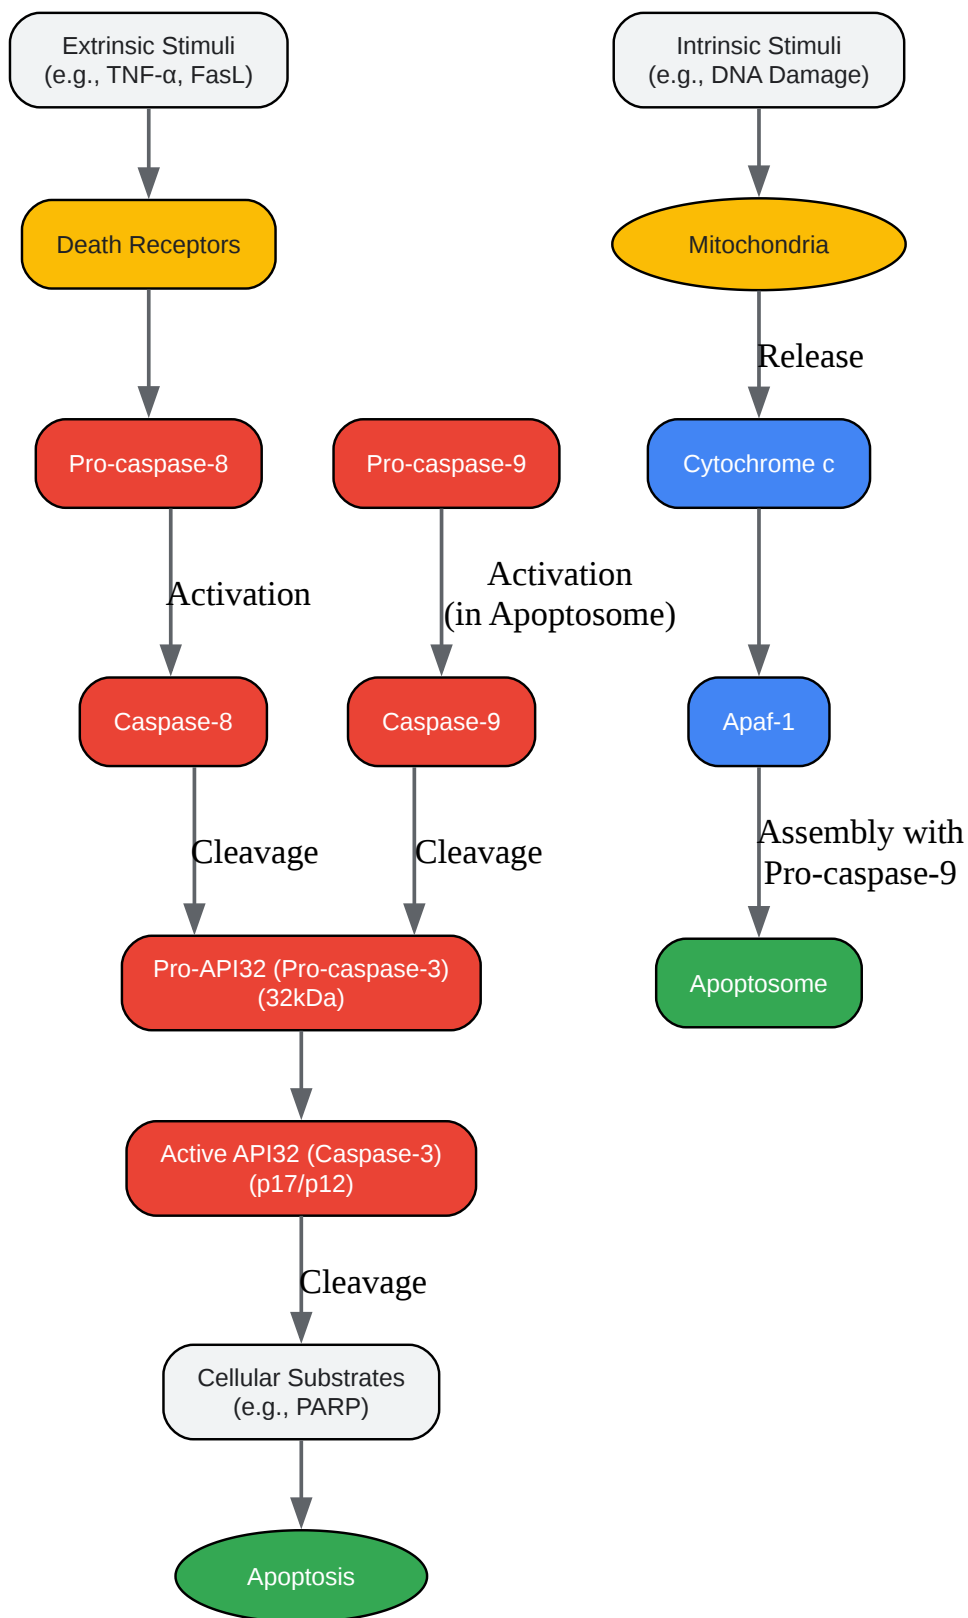 Extrinsic Stimuli
(e.g., TNF-α, FasL)
Intrinsic Stimuli
(e.g., DNA Damage)
Death Receptors
Mitochondria
Release
Pro-caspase-8
Pro-caspase-9
Cytochrome c
Activation
Activation
(in Apoptosome)
Caspase-8
Caspase-9
Apaf-1
Cleavage
Cleavage
Assembly with
Pro-caspase-9
Pro-API32 (Pro-caspase-3)
(32kDa)
Apoptosome
Active API32 (Caspase-3)
(p17/p12)
Cleavage
Cellular Substrates
(e.g., PARP)
Apoptosis